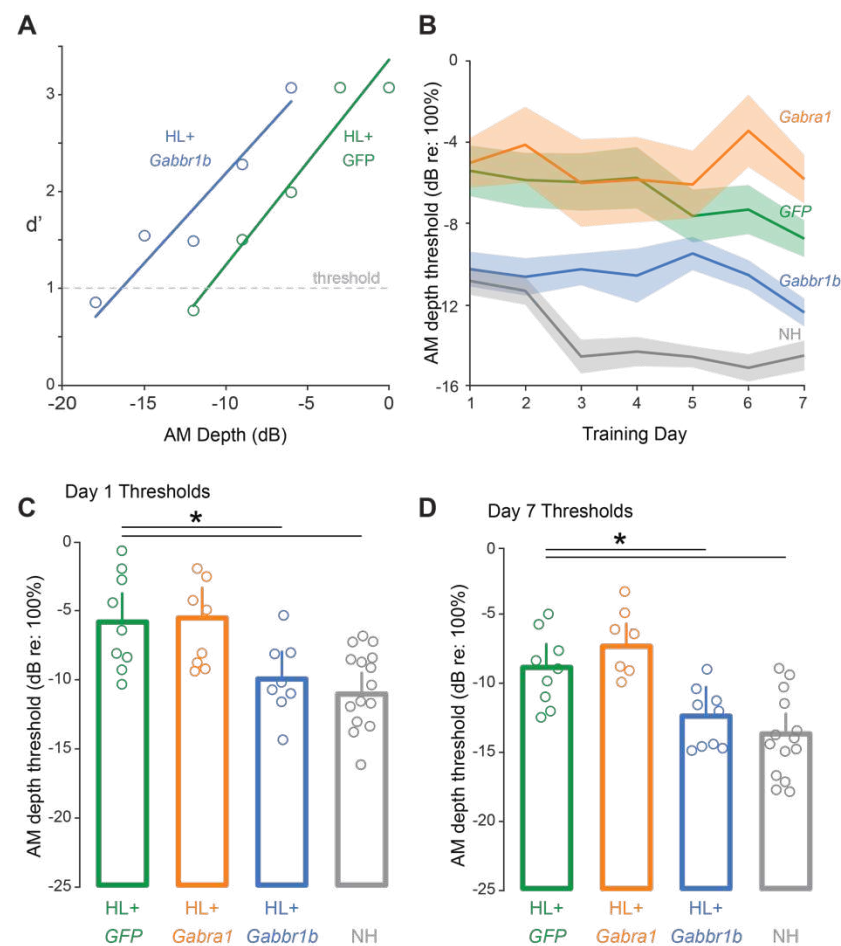 A
3
2
1
0
d’
-20
-15
-10
-5
0
AM Depth (dB)
HL+
Gabbr1b
HL+
GFP
threshold
B
0
-4
-8
-12
-16
AM depth threshold (dB re: 100%)
1
2
3
4
5
6
7
Training Day
Gabra1
GFP
Gabbr1b
NH
C
Day 1 Thresholds
*
0
-5
-10
-15
-20
-25
AM depth threshold (dB re: 100%)
HL+
GFP
HL+
Gabra1
HL+
Gabbr1b
NH
D
Day 7 Thresholds
*
0
-5
-10
-15
-20
-25
AM depth threshold (dB re: 100%)
HL+
GFP
HL+
Gabra1
HL+
Gabbr1b
NH